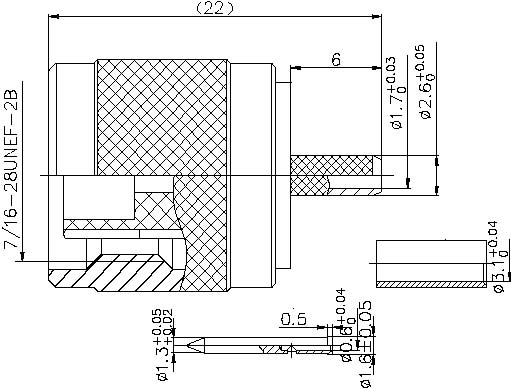 (22)
6
ø1.7+0.03 0
ø2.6+0.05 0
7/16-28UNEF-2B
ø3.1+0.04 0
0.5
ø1.3+0.05 +0.02
ø0.6+0.04 0
ø1.6±0.05